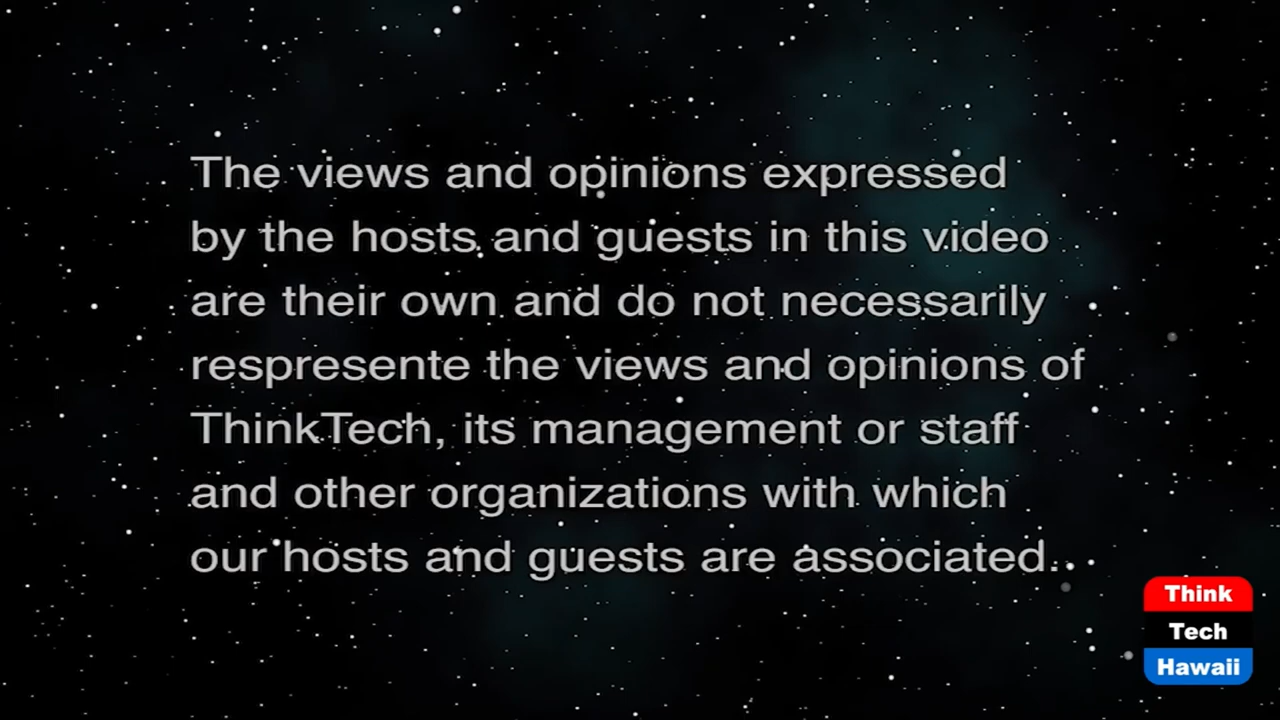 The views and opinions expressed
by the hosts and guests in this video
are their own and do not necessarily
respresente the views and opinions of
ThinkTech, its management or staff
and other organizations with which
our hosts and guests are associated.
Think
Tech
Hawaii